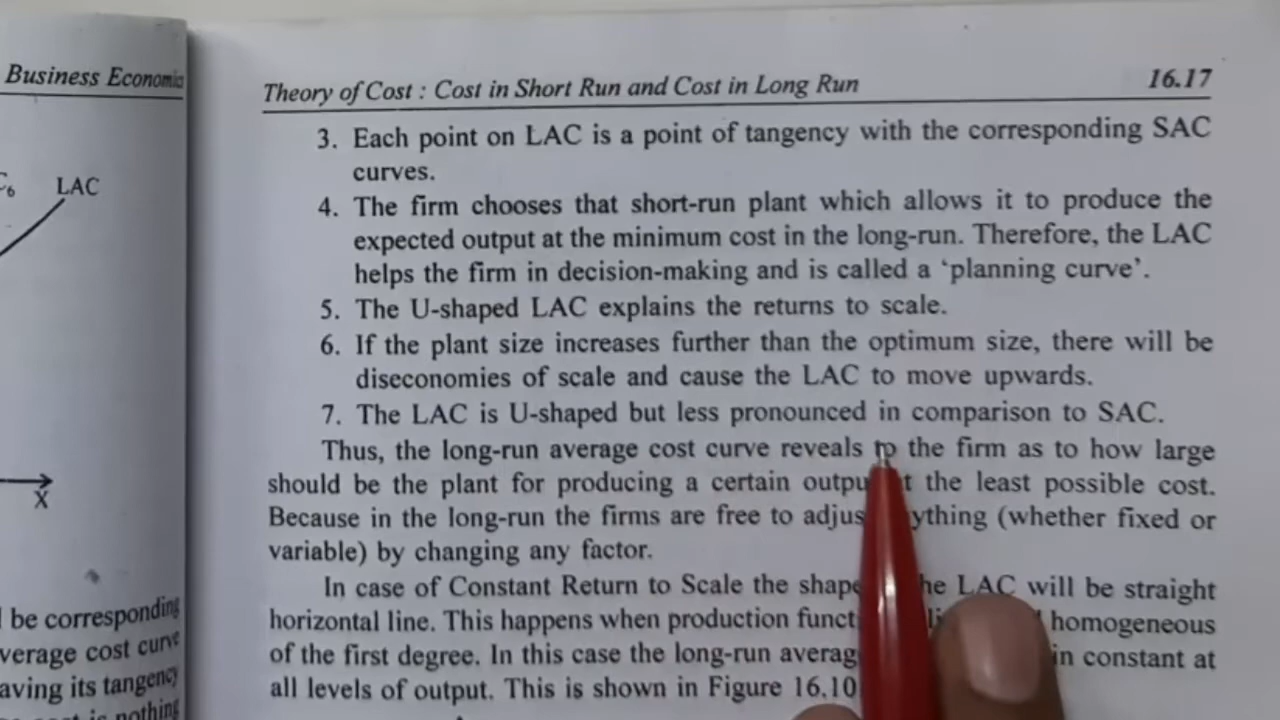 Business Economic
LAC
X
be corresponding
verage cost curve
aving its tangency
is nothing
Theory of Cost : Cost in Short Run and Cost in Long Run 16.17
3. Each point on LAC is a point of tangency with the corresponding SAC
curves.
4. The firm chooses that short-run plant which allows it to produce the
expected output at the minimum cost in the long-run. Therefore, the LAC
helps the firm in decision-making and is called a ‘planning curve’.
5. The U-shaped LAC explains the returns to scale.
6. If the plant size increases further than the optimum size, there will be
diseconomies of scale and cause the LAC to move upwards.
7. The LAC is U-shaped but less pronounced in comparison to SAC.
Thus, the long-run average cost curve reveals to the firm as to how large
should be the plant for producing a certain outpu t the least possible cost.
Because in the long-run the firms are free to adjus ything (whether fixed or
variable) by changing any factor.
In case of Constant Return to Scale the shape he LAC will be straight
horizontal line. This happens when production funct homogeneous
of the first degree. In this case the long-run averag in constant at
all levels of output. This is shown in Figure 16.10